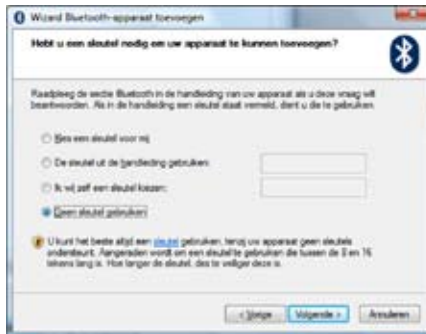 Wizard Bluetooth-apparaat toevoegen
Hebt u een sleutel nodig om uw apparaat te kunnen toevoegen?
Raadpleeg de sectie Bluetooth in de handleiding van uw apparaat als u deze vraag wilt
beantwoorden. Als in de handleiding een sleutel staat vermeld, dient u die te gebruiken.
Kies een sleutel voor mij
De sleutel uit de handleiding gebruiken:
Ik wil zelf een sleutel kiezen:
Geen sleutel gebruiken
U kunt het beste altijd een sleutel gebruiken, tenzij uw apparaat geen sleutels
ondersteunt. Aangeraden wordt om een sleutel te gebruiken die tussen de 8 en 16
tekens lang is. Hoe langer de sleutel, des te veiliger deze is.
< Vorige Volgende > Annuleren